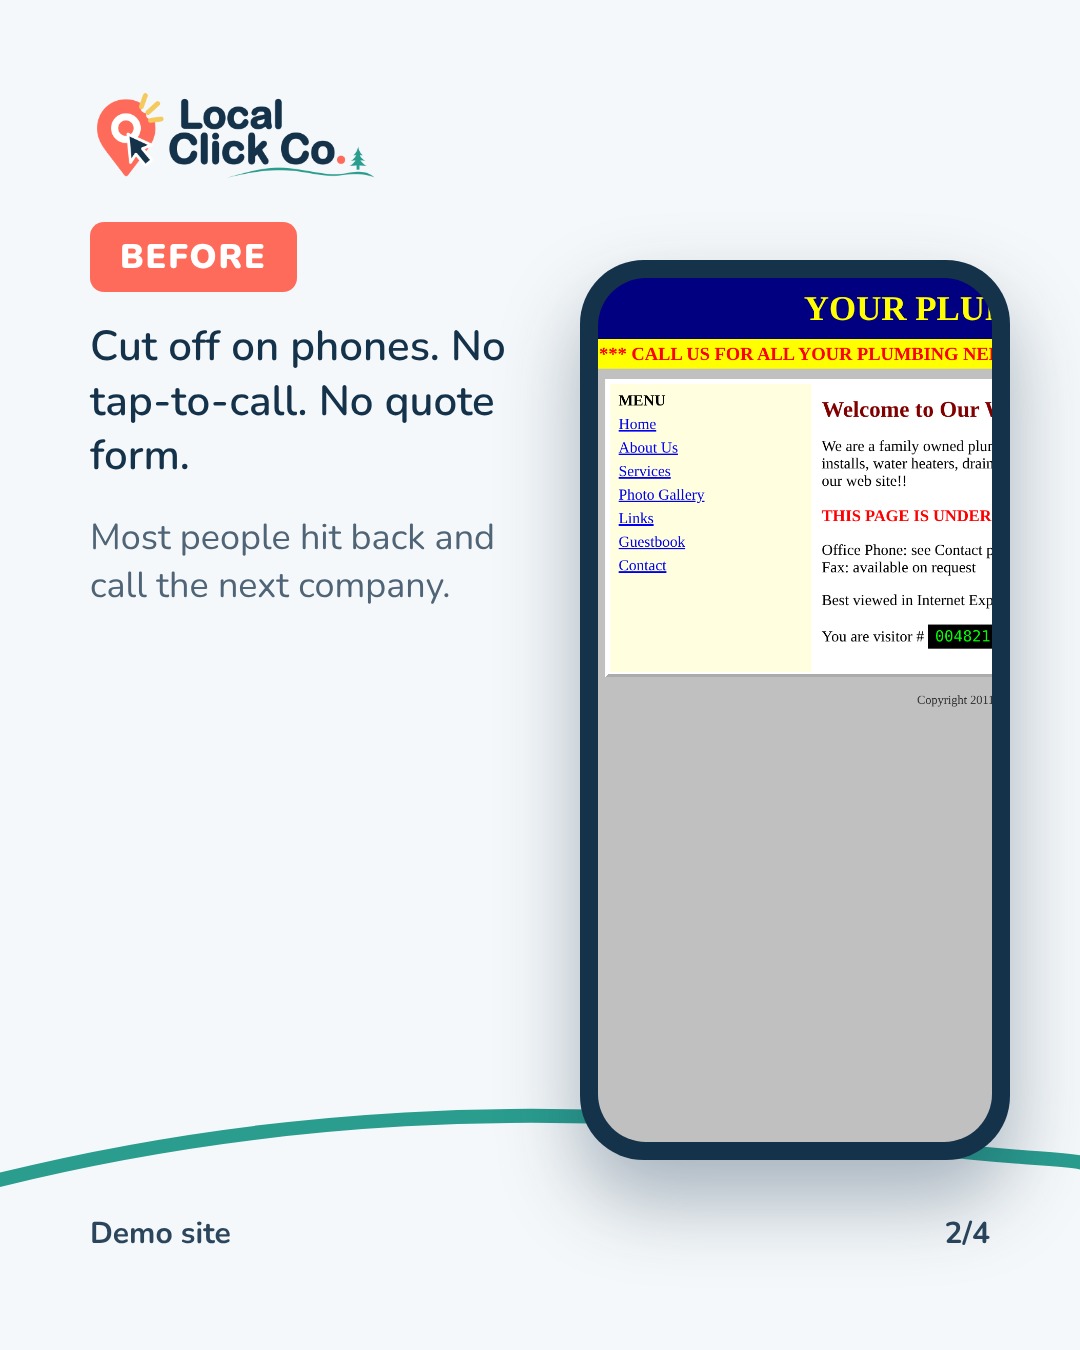 Local
Click Co.
BEFORE
Cut off on phones. No
tap-to-call. No quote
form.
Most people hit back and
call the next company.
YOUR PLU
*** CALL US FOR ALL YOUR PLUMBING NE
MENU
Home
About Us
Services
Photo Gallery
Links
Guestbook
Contact
Welcome to Our
We are a family owned plu
installs, water heaters, drain
our web site!!
THIS PAGE IS UNDER
Office Phone: see Contact p
Fax: available on request
Best viewed in Internet Exp
You are visitor # 004821
Copyright 2011
Demo site
2/4